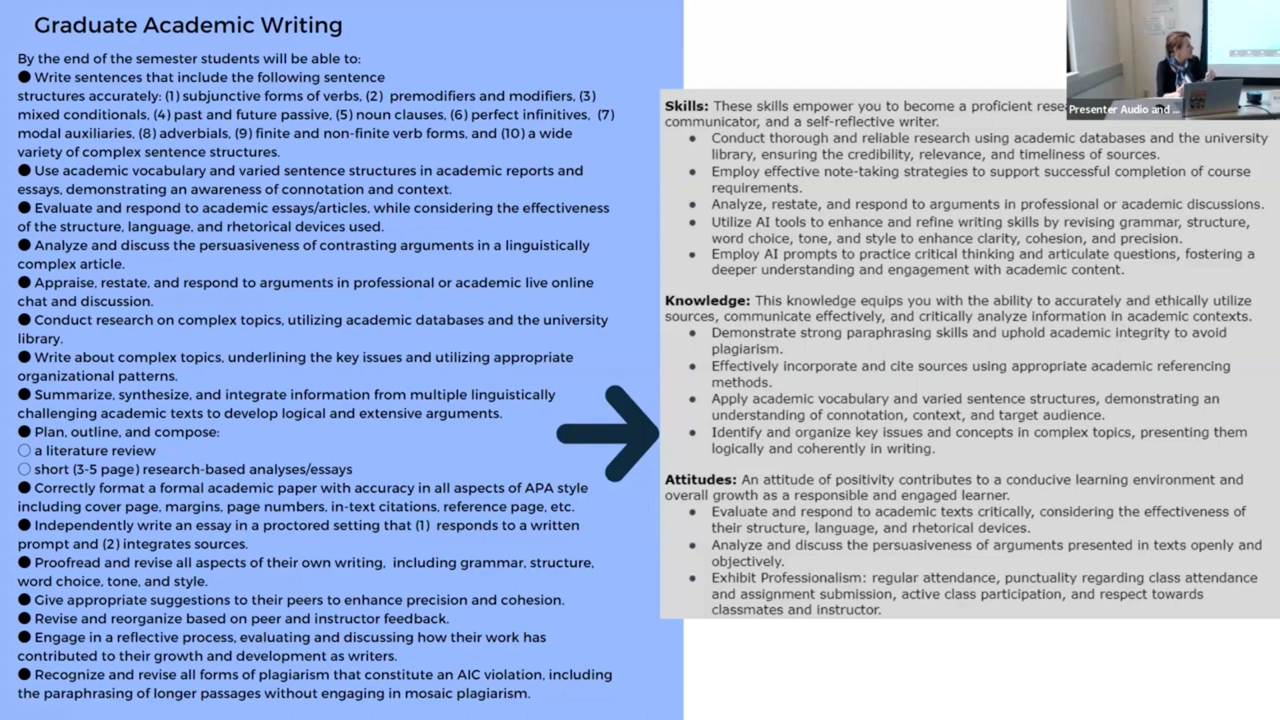 Graduate Academic Writing
By the end of the semester students will be able to:
● Write sentences that include the following sentence
structures accurately: (1) subjunctive forms of verbs, (2) premodifiers and modifiers, (3)
mixed conditionals, (4) past and future passive, (5) noun clauses, (6) perfect infinitives, (7)
modal auxiliaries, (8) adverbials, (9) finite and non-finite verb forms, and (10) a wide
variety of complex sentence structures.
● Use academic vocabulary and varied sentence structures in academic reports and
essays, demonstrating an awareness of connotation and context.
● Evaluate and respond to academic essays/articles, while considering the effectiveness
of the structure, language, and rhetorical devices used.
● Analyze and discuss the persuasiveness of contrasting arguments in a linguistically
complex article.
● Appraise, restate, and respond to arguments in professional or academic live online
chat and discussion.
● Conduct research on complex topics, utilizing academic databases and the university
library.
● Write about complex topics, underlining the key issues and utilizing appropriate
organizational patterns.
● Summarize, synthesize, and integrate information from multiple linguistically
challenging academic texts to develop logical and extensive arguments.
● Plan, outline, and compose:
○ a literature review
○ short (3-5 page) research-based analyses/essays
● Correctly format a formal academic paper with accuracy in all aspects of APA style
including cover page, margins, page numbers, in-text citations, reference page, etc.
● Independently write an essay in a proctored setting that (1) responds to a written
prompt and (2) integrates sources.
● Proofread and revise all aspects of their own writing, including grammar, structure,
word choice, tone, and style.
● Give appropriate suggestions to their peers to enhance precision and cohesion.
● Revise and reorganize based on peer and instructor feedback.
● Engage in a reflective process, evaluating and discussing how their work has
contributed to their growth and development as writers.
● Recognize and revise all forms of plagiarism that constitute an AIC violation, including
the paraphrasing of longer passages without engaging in mosaic plagiarism.
Presenter Audio and ...
Skills: These skills empower you to become a proficient
communicator, and a self-reflective writer.
● Conduct thorough and reliable research using academic databases and the university
library, ensuring the credibility, relevance, and timeliness of sources.
● Employ effective note-taking strategies to support successful completion of course
requirements.
● Analyze, restate, and respond to arguments in professional or academic discussions.
● Utilize AI tools to enhance and refine writing skills by revising grammar, structure,
word choice, tone, and style to enhance clarity, cohesion, and precision.
● Employ AI prompts to practice critical thinking and articulate questions, fostering a
deeper understanding and engagement with academic content.
Knowledge: This knowledge equips you with the ability to accurately and ethically utilize
sources, communicate effectively, and critically analyze information in academic contexts.
● Demonstrate strong paraphrasing skills and uphold academic integrity to avoid
plagiarism.
● Effectively incorporate and cite sources using appropriate academic referencing
methods.
● Apply academic vocabulary and varied sentence structures, demonstrating an
understanding of connotation, context, and target audience.
● Identify and organize key issues and concepts in complex topics, presenting them
logically and coherently in writing.
Attitudes: An attitude of positivity contributes to a conducive learning environment and
overall growth as a responsible and engaged learner.
● Evaluate and respond to academic texts critically, considering the effectiveness of
their structure, language, and rhetorical devices.
● Analyze and discuss the persuasiveness of arguments presented in texts openly and
objectively.
● Exhibit Professionalism: regular attendance, punctuality regarding class attendance
and assignment submission, active class participation, and respect towards
classmates and instructor.